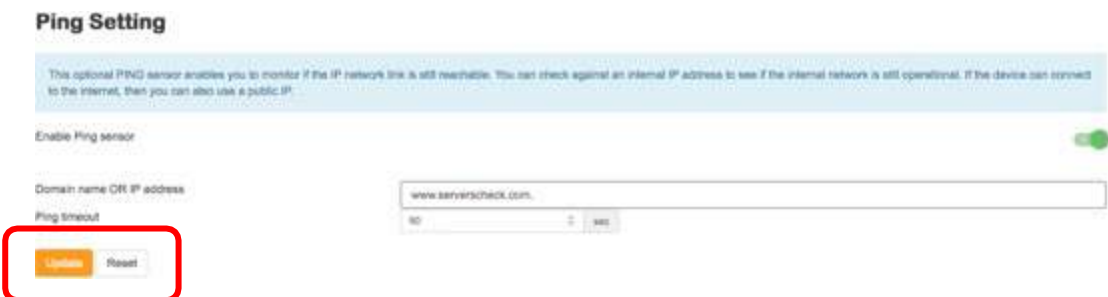 Ping Setting
This optional PING sensor enables you to monitor if the IP network link is still reachable. You can check against an internal IP address to see if the internal network is still operational. If the device can connect
to the internet, then you can also use a public IP.
Enable Ping sensor
Domain name OR IP address
www.serverscheck.com.
Ping timeout
60
sec
Update
Reset